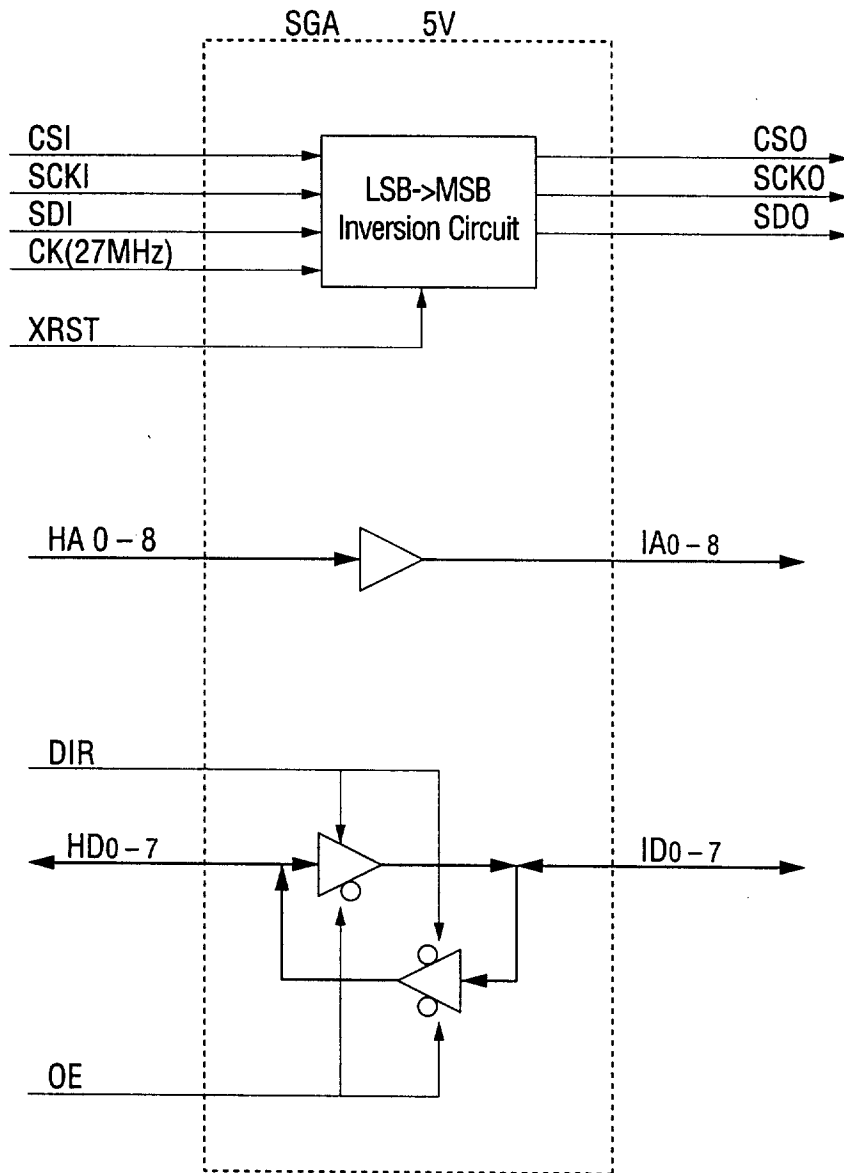 SGA 5V
CSI
SCKI
SDI
CK(27MHz)
XRST
LSB->MSB
Inversion Circuit
CSO
SCKO
SDO
HA 0 – 8
IA0 – 8
DIR
HD0 – 7
ID0 – 7
OE